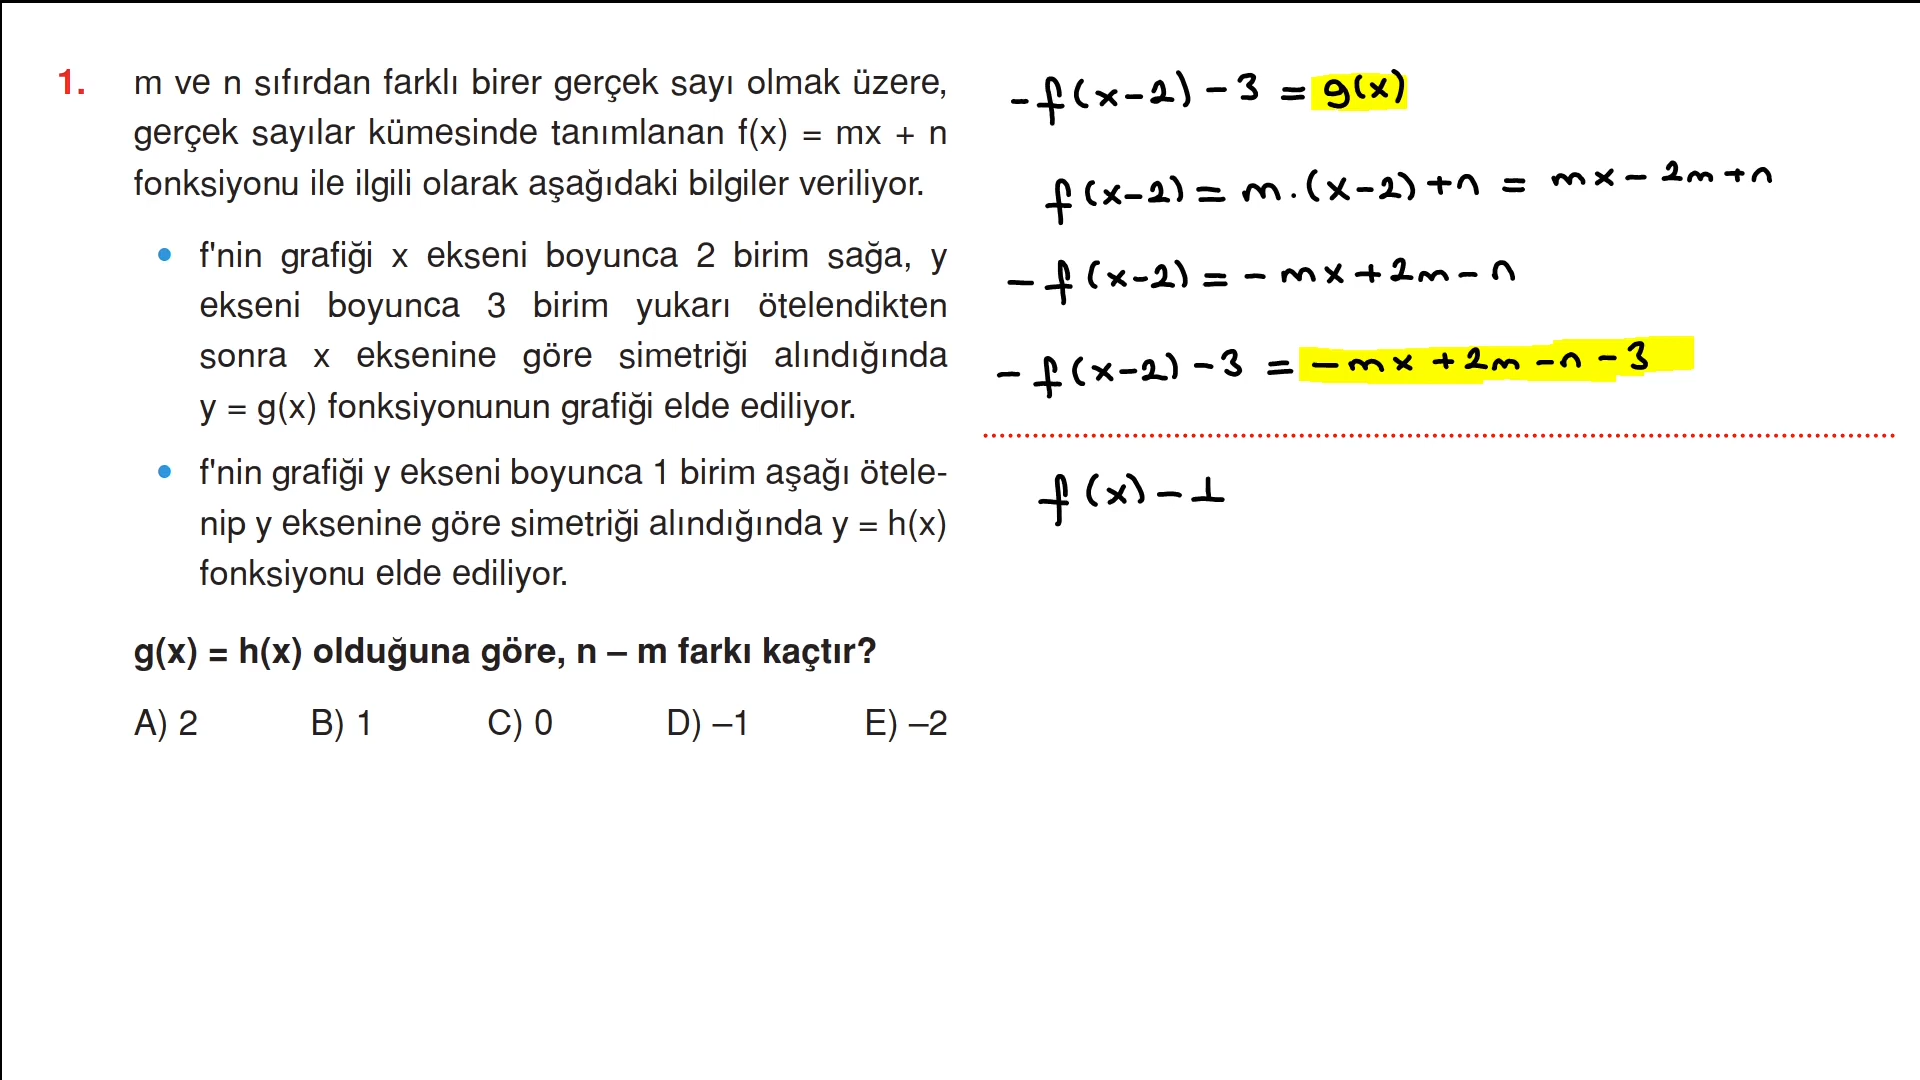 1. m ve n sıfırdan farklı birer gerçek sayı olmak üzere,
gerçek sayılar kümesinde tanımlanan f(x) = mx + n
fonksiyonu ile ilgili olarak aşağıdaki bilgiler veriliyor.
• f'nin grafiği x ekseni boyunca 2 birim sağa, y
ekseni boyunca 3 birim yukarı ötelendikten
sonra x eksenine göre simetriği alındığında
y = g(x) fonksiyonunun grafiği elde ediliyor.
• f'nin grafiği y ekseni boyunca 1 birim aşağı ötele-
nip y eksenine göre simetriği alındığında y = h(x)
fonksiyonu elde ediliyor.
g(x) = h(x) olduğuna göre, n – m farkı kaçtır?
A) 2 B) 1 C) 0 D) –1 E) –2
-f(x-2)-3 = g(x)
f(x-2) = m.(x-2)+n = mx-2m+n
-f(x-2) = -mx+2m-n
-f(x-2)-3 = -mx+2m-n-3
f(x)-1